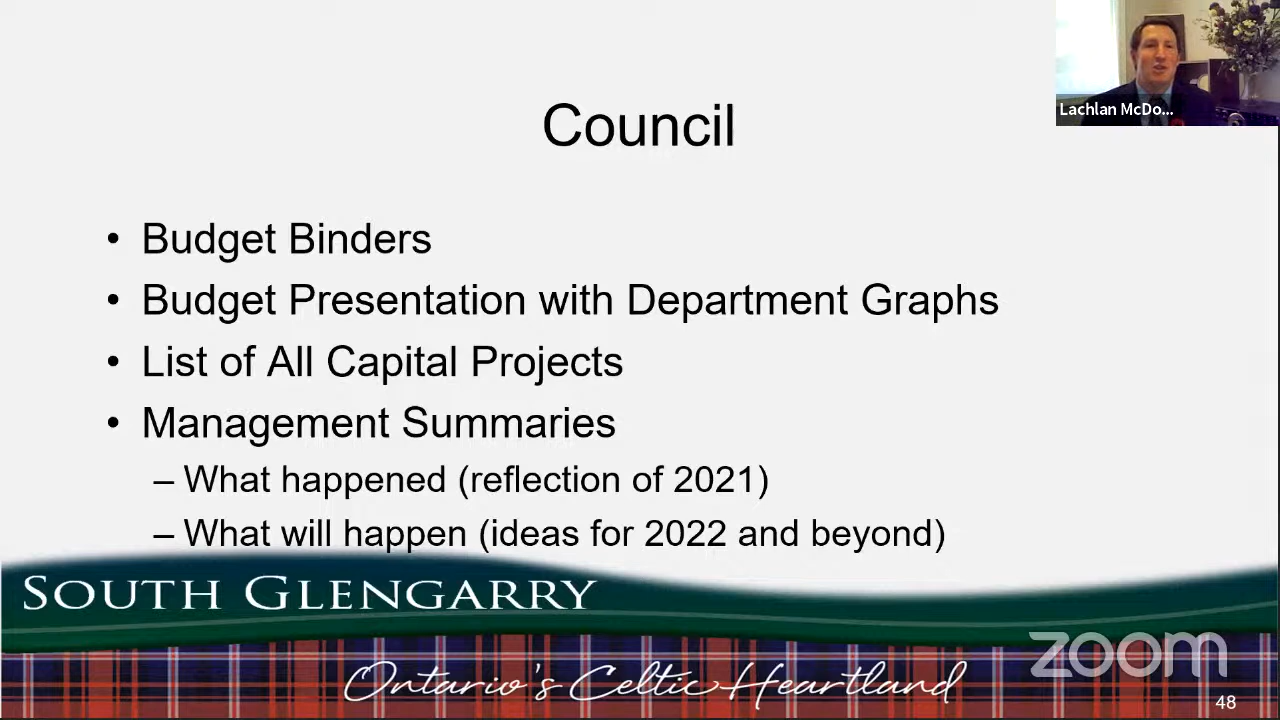 Lachlan McDo...
Council
• Budget Binders
• Budget Presentation with Department Graphs
• List of All Capital Projects
• Management Summaries
– What happened (reflection of 2021)
– What will happen (ideas for 2022 and beyond)
SOUTH GLENGARRY
Ontario's Celtic Heartland
zoom
48